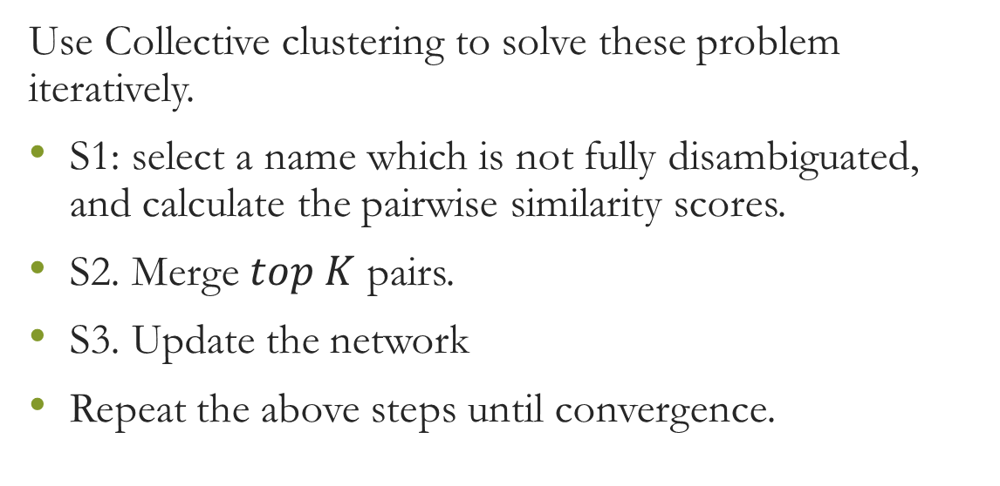 Use Collective clustering to solve these problem
iteratively.
• S1: select a name which is not fully disambiguated,
and calculate the pairwise similarity scores.
• S2. Merge top K pairs.
• S3. Update the network
• Repeat the above steps until convergence.